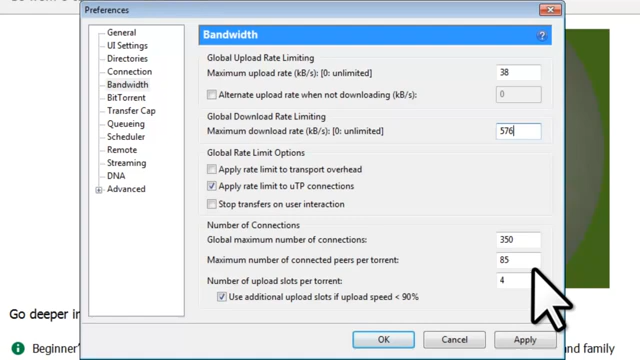 Preferences
General
UI Settings
Directories
Connection
Bandwidth
BitTorrent
Transfer Cap
Queueing
Scheduler
Remote
Streaming
DNA
Advanced
Bandwidth
?
Global Upload Rate Limiting
Maximum upload rate (kB/s): [0: unlimited] 38
Alternate upload rate when not downloading (kB/s): 0
Global Download Rate Limiting
Maximum download rate (kB/s): [0: unlimited] 576
Global Rate Limit Options
Apply rate limit to transport overhead
Apply rate limit to uTP connections
Stop transfers on user interaction
Number of Connections
Global maximum number of connections: 350
Maximum number of connected peers per torrent: 85
Number of upload slots per torrent: 4
Use additional upload slots if upload speed < 90%
OK Cancel Apply
Go deeper
Beginner'
and family